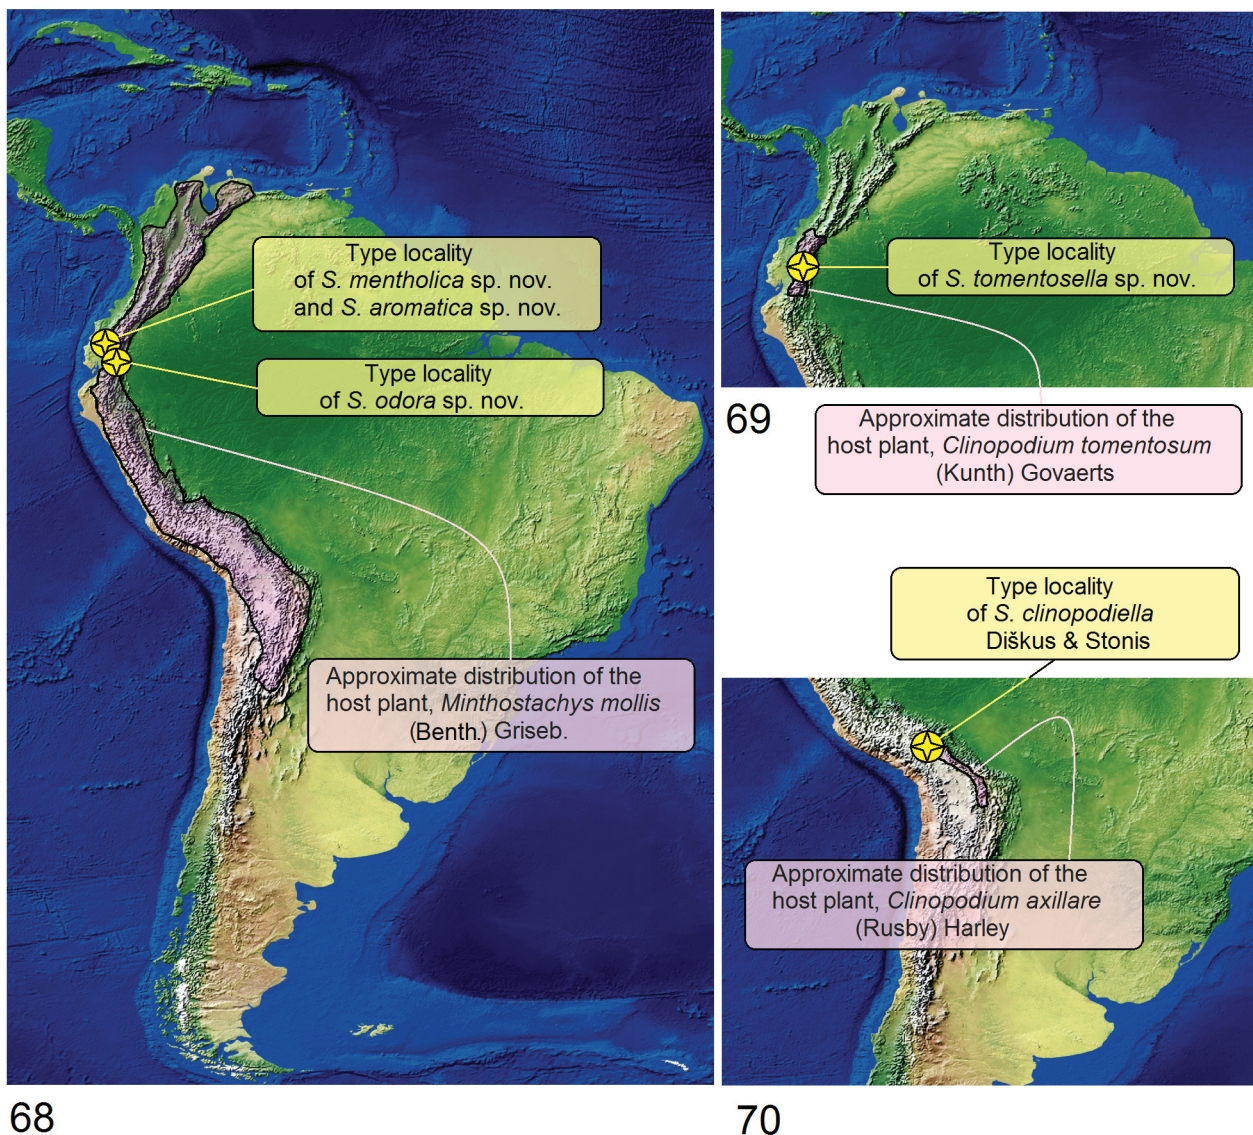 Type locality
of S. mentholica sp. nov.
and S. aromatica sp. nov.
Type locality
of S. odora sp. nov.
Approximate distribution of the
host plant, Minthostachys mollis
(Benth.) Griseb.
68
Type locality
of S. tomentosella sp. nov.
69
Approximate distribution of the
host plant, Clinopodium tomentosum
(Kunth) Govaerts
Type locality
of S. clinopodiella
Diškus & Stonis
Approximate distribution of the
host plant, Clinopodium axillare
(Rusby) Harley
70